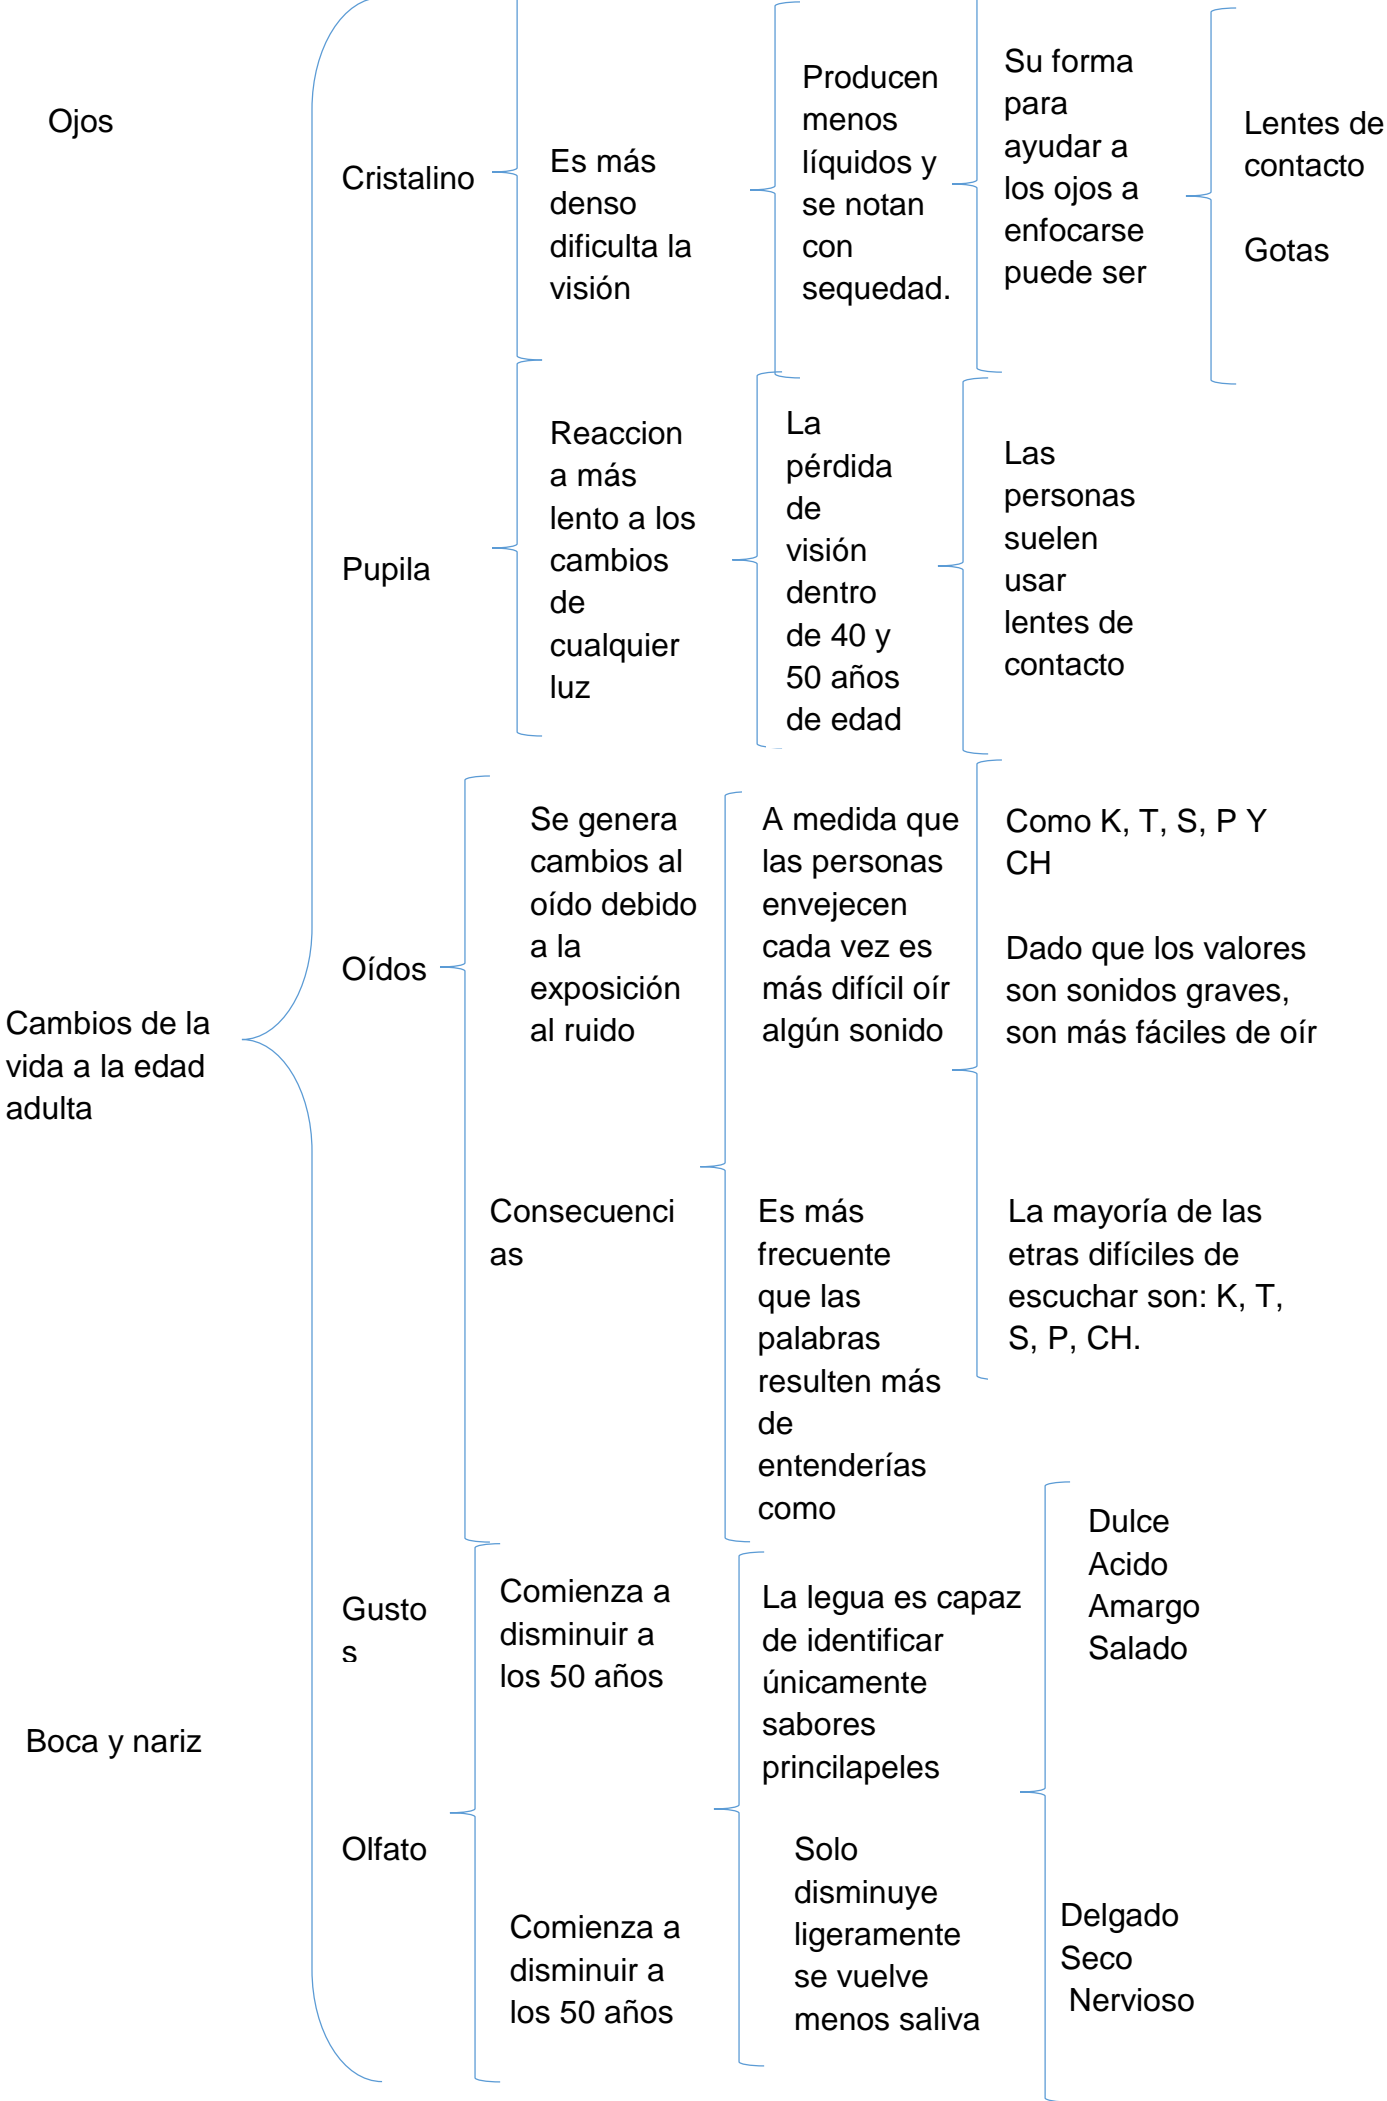 Ojos
Cristalino
Es más
denso
dificulta la
visión
Producen
menos
líquidos y
se notan
con
sequedad.
Su forma
para
ayudar a
los ojos a
enfocarse
puede ser
Lentes de
contacto
Gotas
Pupila
Reaccion
a más
lento a los
cambios
de
cualquier
luz
La
pérdida
de
visión
dentro
de 40 y
50 años
de edad
Las
personas
suelen
usar
lentes de
contacto
Cambios de la
vida a la edad
adulta
Oídos
Se genera
cambios al
oído debido
a la
exposición
al ruido
A medida que
las personas
envejecen
cada vez es
más difícil oír
algún sonido
Como K, T, S, P Y
CH
Dado que los valores
son sonidos graves,
son más fáciles de oír
Consecuenci
as
Es más
frecuente
que las
palabras
resulten más
de
entenderías
como
La mayoría de las
etras difíciles de
escuchar son: K, T,
S, P, CH.
Boca y nariz
Gusto
s
Comienza a
disminuir a
los 50 años
La legua es capaz
de identificar
únicamente
sabores
princilapeles
Dulce
Acido
Amargo
Salado
Olfato
Comienza a
disminuir a
los 50 años
Solo
disminuye
ligeramente
se vuelve
menos saliva
Delgado
Seco
Nervioso